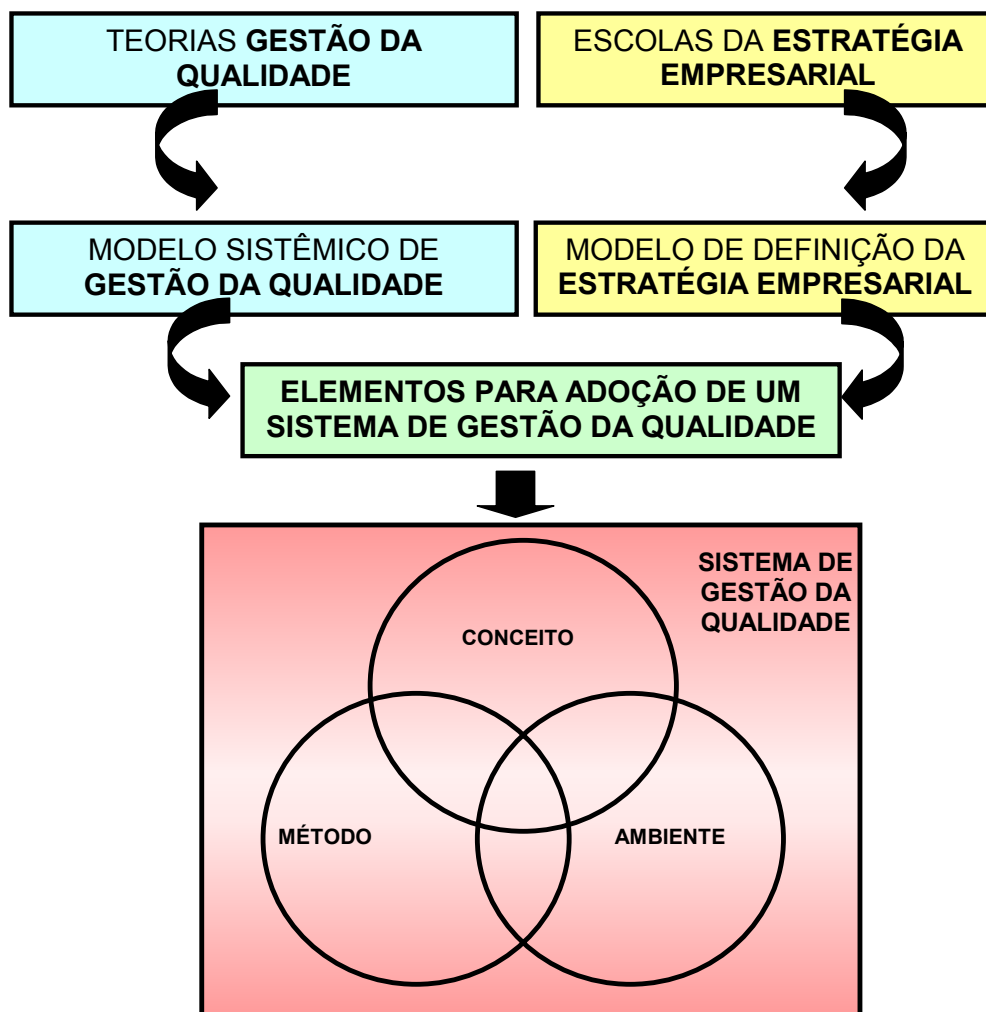 TEORIAS GESTÃO DA
QUALIDADE
ESCOLAS DA ESTRATÉGIA
EMPRESARIAL
MODELO SISTÊMICO DE
GESTÃO DA QUALIDADE
MODELO DE DEFINIÇÃO DA
ESTRATÉGIA EMPRESARIAL
ELEMENTOS PARA ADOÇÃO DE UM
SISTEMA DE GESTÃO DA QUALIDADE
SISTEMA DE
GESTÃO DA
QUALIDADE
CONCEITO
MÉTODO
AMBIENTE